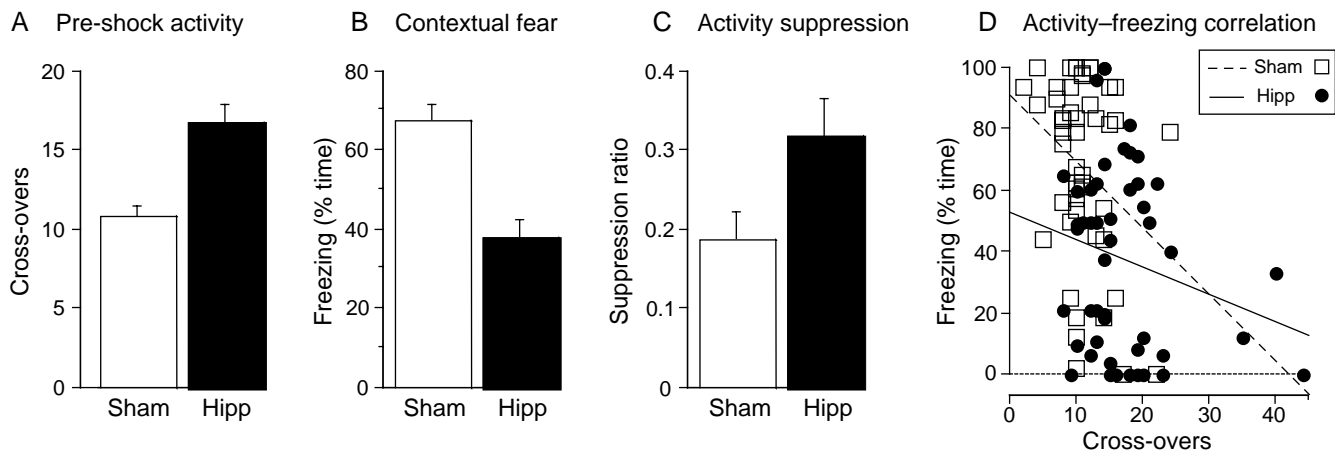 A Pre-shock activity
Cross-overs
20
15
10
5
0
Sham Hipp
B Contextual fear
Freezing (% time)
80
60
40
20
0
Sham Hipp
C Activity suppression
Suppression ratio
0.4
0.3
0.2
0.1
0
Sham Hipp
D Activity–freezing correlation
Sham
Hipp
Freezing (% time)
100
80
60
40
20
0
0 10 20 30 40
Cross-overs